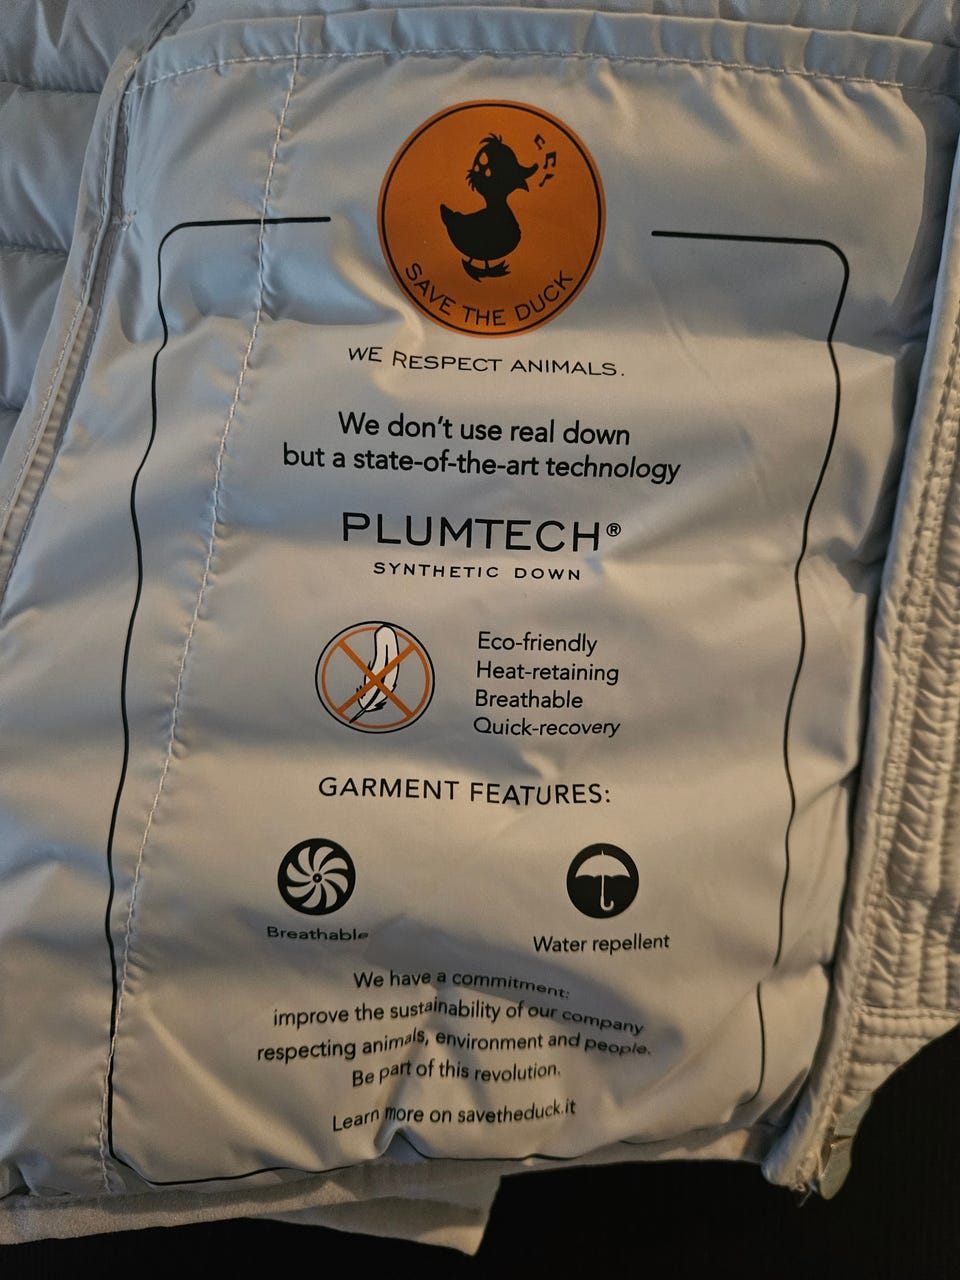 SAVE THE DUCK
WE RESPECT ANIMALS.
We don't use real down
but a state-of-the-art technology
PLUMTECH®
SYNTHETIC DOWN
Eco-friendly
Heat-retaining
Breathable
Quick-recovery
GARMENT FEATURES:
Breathable
Water repellent
We have a commitment:
improve the sustainability of our company
respecting animals, environment and people.
Be part of this revolution.
Learn more on savetheduck.it